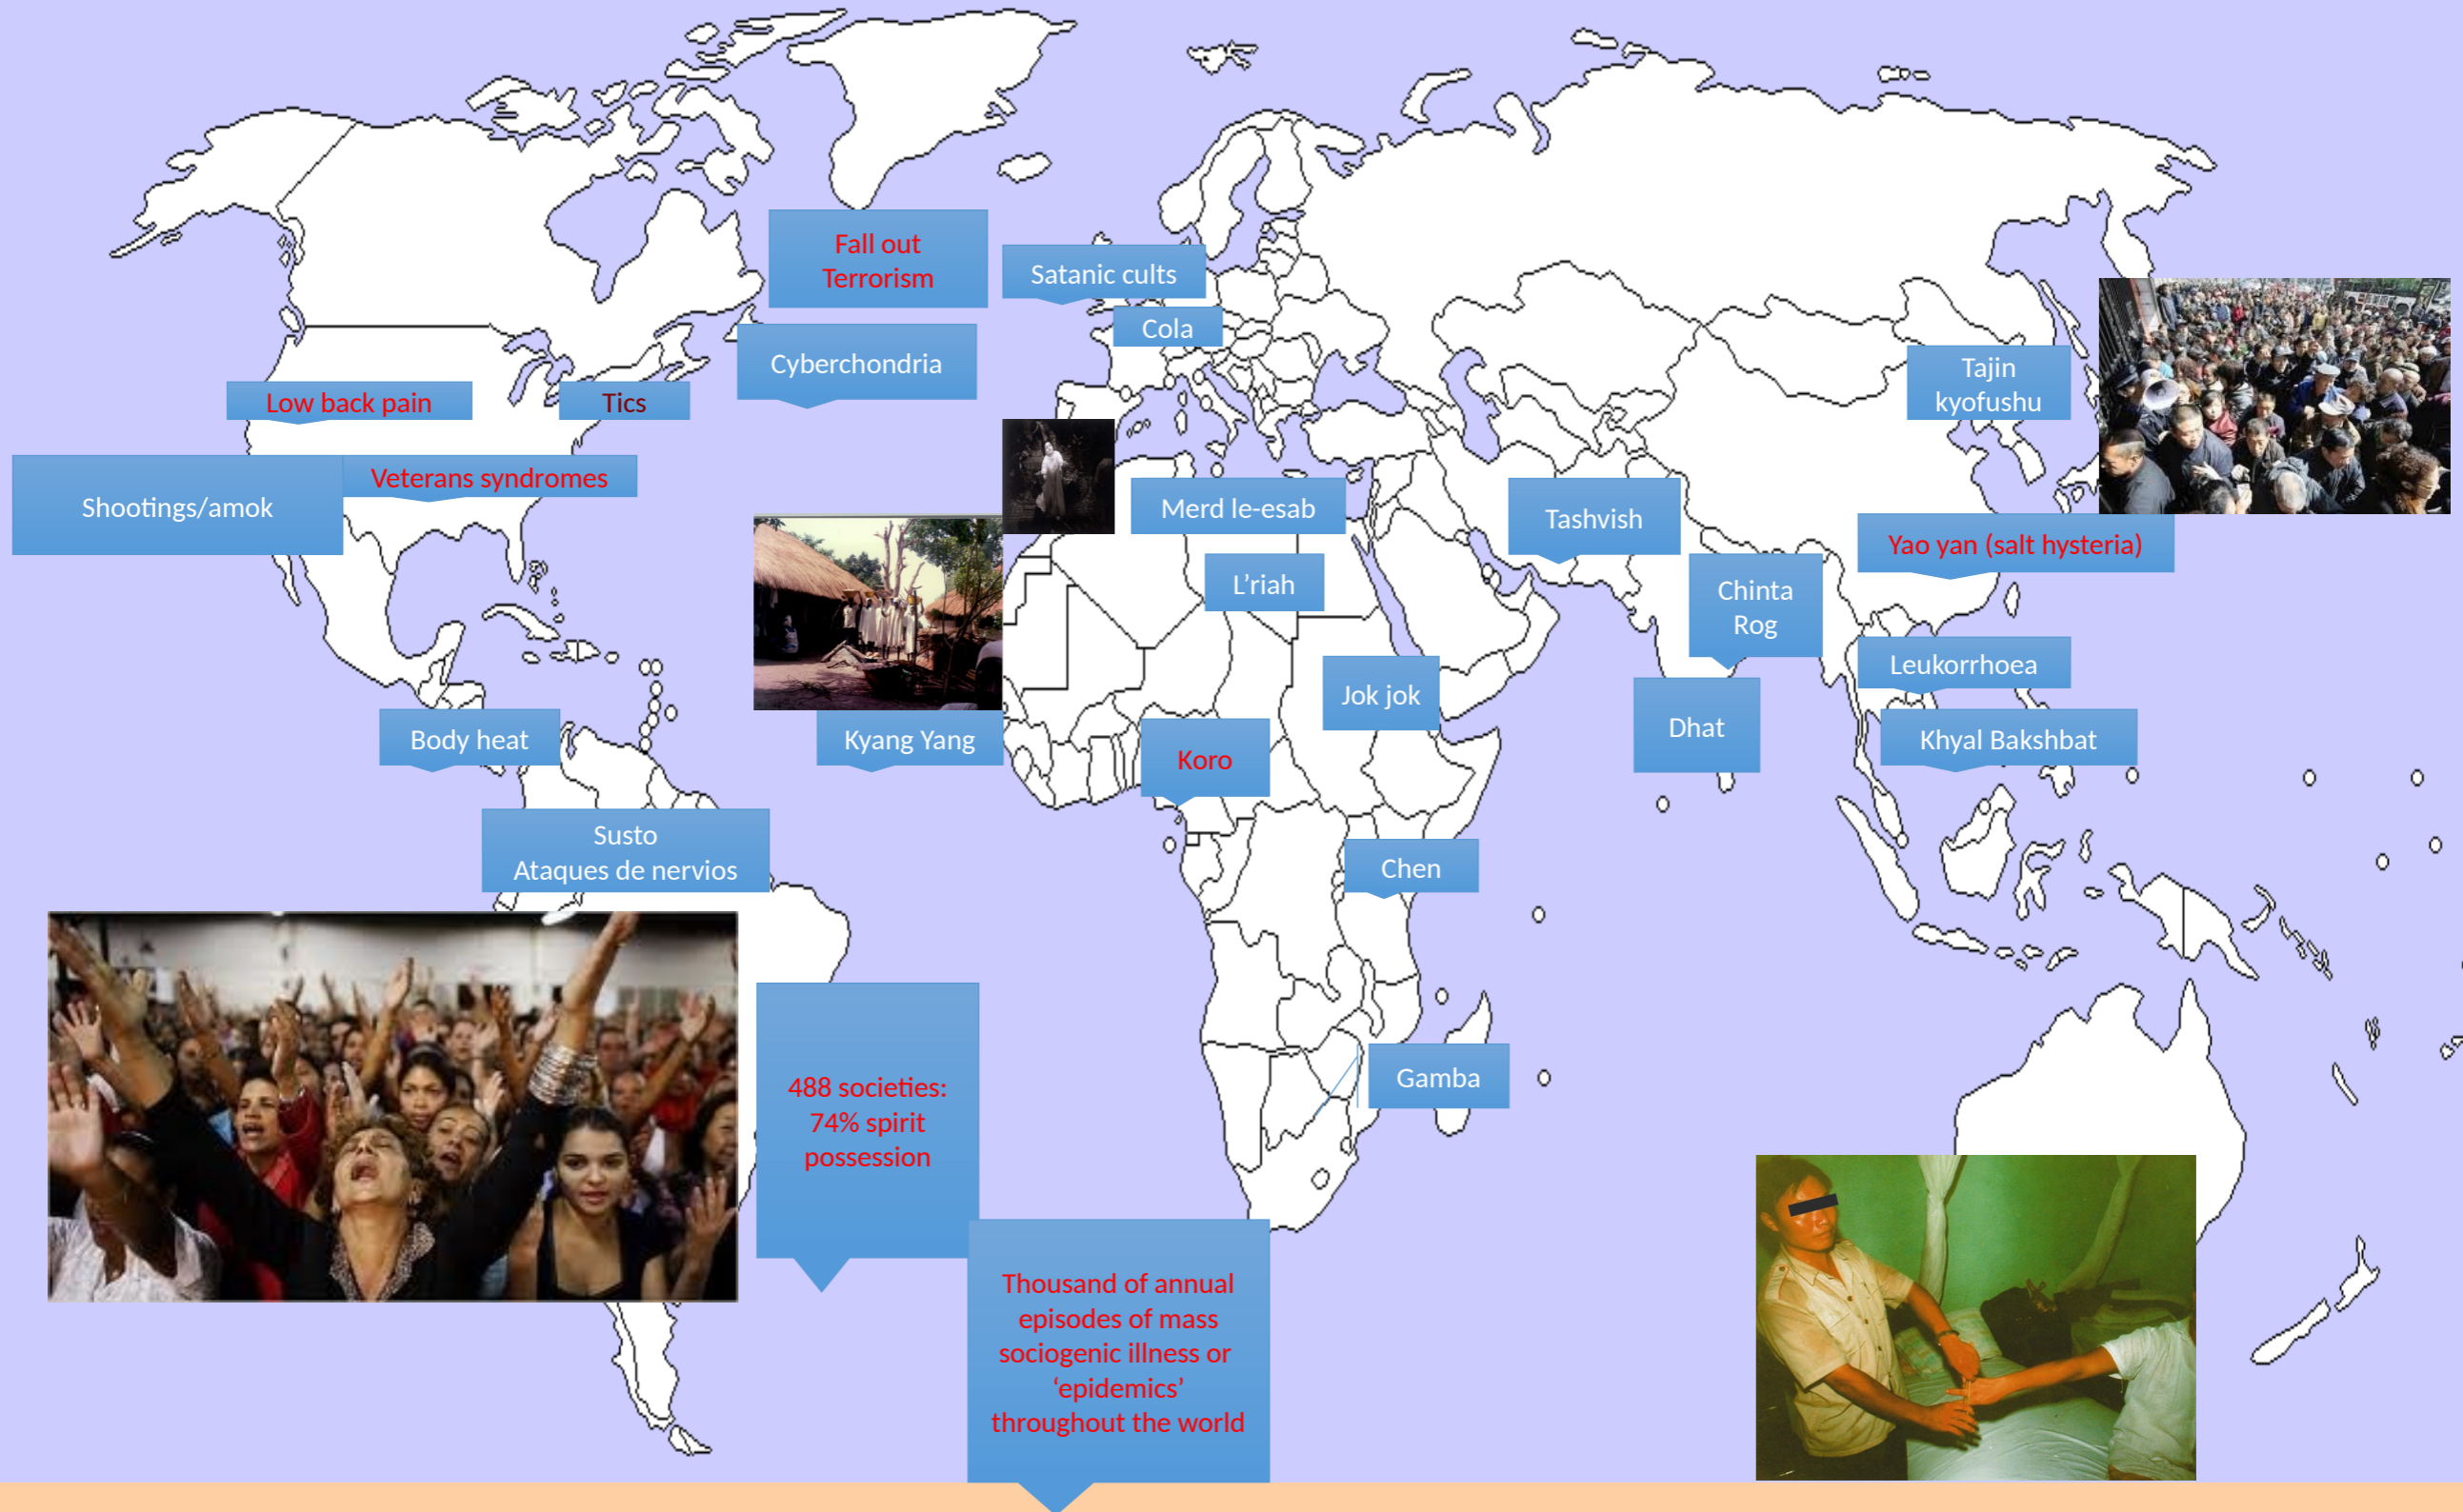 Fall out
Terrorism
Satanic cults
Cola
Cyberchondria
Tajin
kyofushu
Low back pain
Tics
Veterans syndromes
Shootings/amok
Merd le-esab
Tashvish
Yao yan (salt hysteria)
L’riah
Chinta
Rog
Leukorrhoea
Jok jok
Dhat
Body heat
Kyang Yang
Koro
Khyal Bakshbat
Susto
Ataques de nervios
Chen
Gamba
488 societies:
74% spirit
possession
Thousand of annual
episodes of mass
sociogenic illness or
‘epidemics’
throughout the world